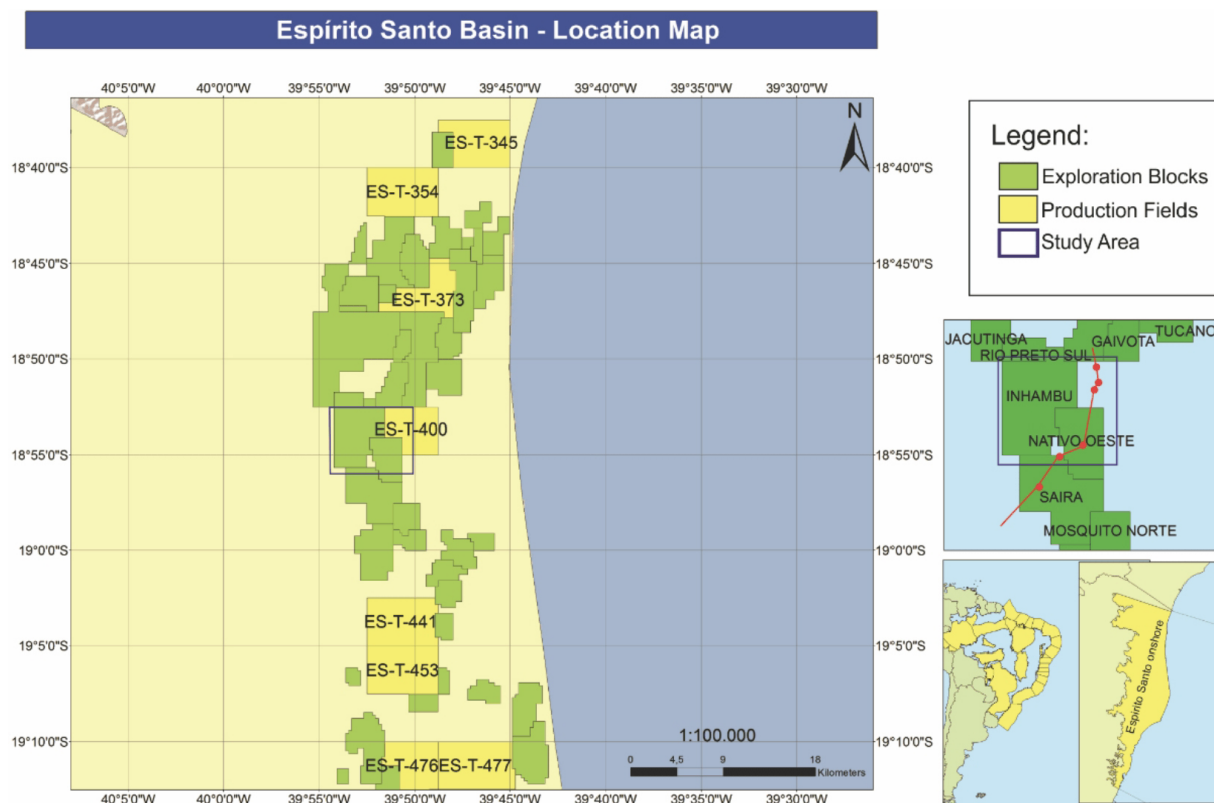 Espírito Santo Basin - Location Map
40°5'0"W 40°0'0"W 39°55'0"W 39°50'0"W 39°45'0"W 39°40'0"W 39°35'0"W 39°30'0"W
N
18°40'0"S
18°45'0"S
18°50'0"S
18°55'0"S
19°0'0"S
19°5'0"S
19°10'0"S
ES-T-345
ES-T-354
ES-T-373
ES-T-400
ES-T-441
ES-T-453
ES-T-476 ES-T-477
1:100.000
0 4,5 9 18
Kilometers
18°40'0"S
18°45'0"S
18°50'0"S
18°55'0"S
19°0'0"S
19°5'0"S
19°10'0"S
40°5'0"W 40°0'0"W 39°55'0"W 39°50'0"W 39°45'0"W 39°40'0"W 39°35'0"W 39°30'0"W
Legend:
Exploration Blocks
Production Fields
Study Area
JACUTINGA
TUCANO
GAIVOTA
RIO PRETO SUL
INHAMBU
NATIVO OESTE
SAIRA
MOSQUITO NORTE
Espírito Santo onshore